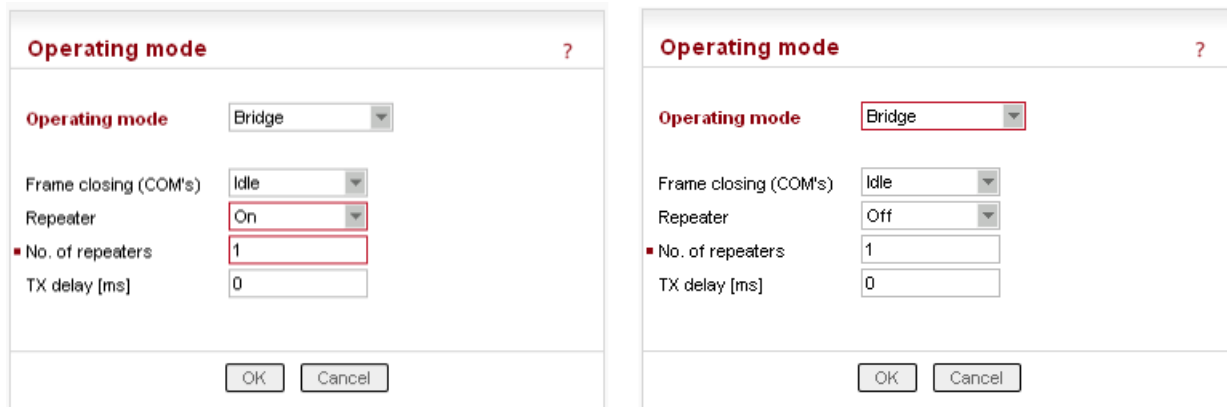 Operating mode ?
Operating mode Bridge
Frame closing (COM's) Idle
Repeater On
No. of repeaters 1
TX delay [ms] 0
OK Cancel
Operating mode ?
Operating mode Bridge
Frame closing (COM's) Idle
Repeater Off
No. of repeaters 1
TX delay [ms] 0
OK Cancel